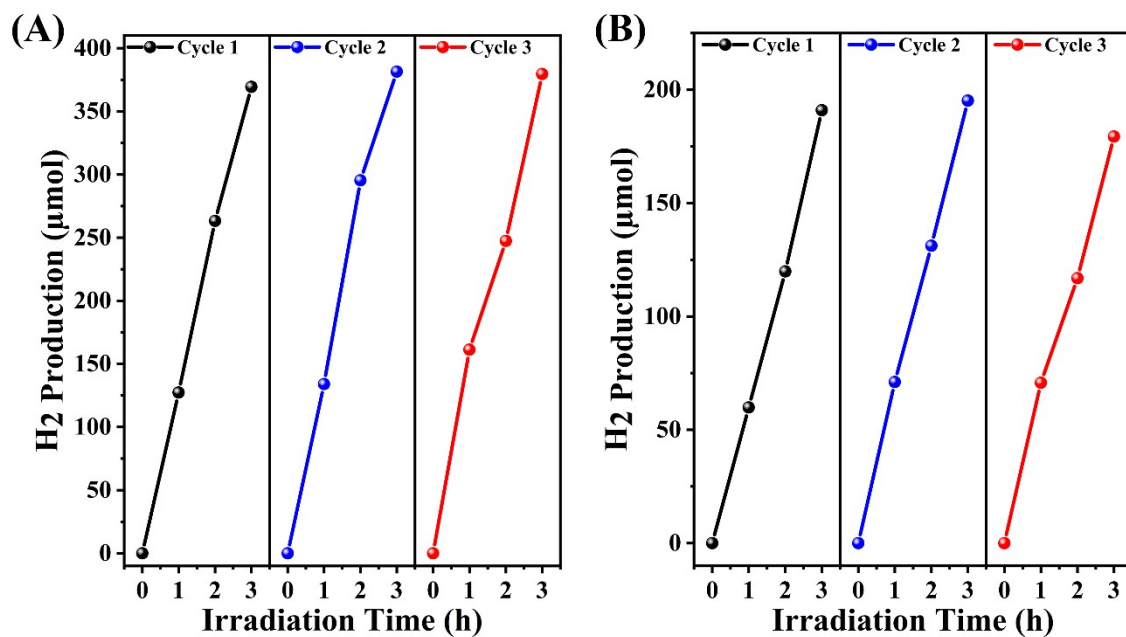 (A)
Cycle 1 Cycle 2 Cycle 3
400
350
300
250
200
150
100
50
0
H2 Production (μmol)
0 1 2 3 0 1 2 3 0 1 2 3
Irradiation Time (h)
(B)
Cycle 1 Cycle 2 Cycle 3
200
150
100
50
0
H2 Production (μmol)
0 1 2 3 0 1 2 3 0 1 2 3
Irradiation Time (h)